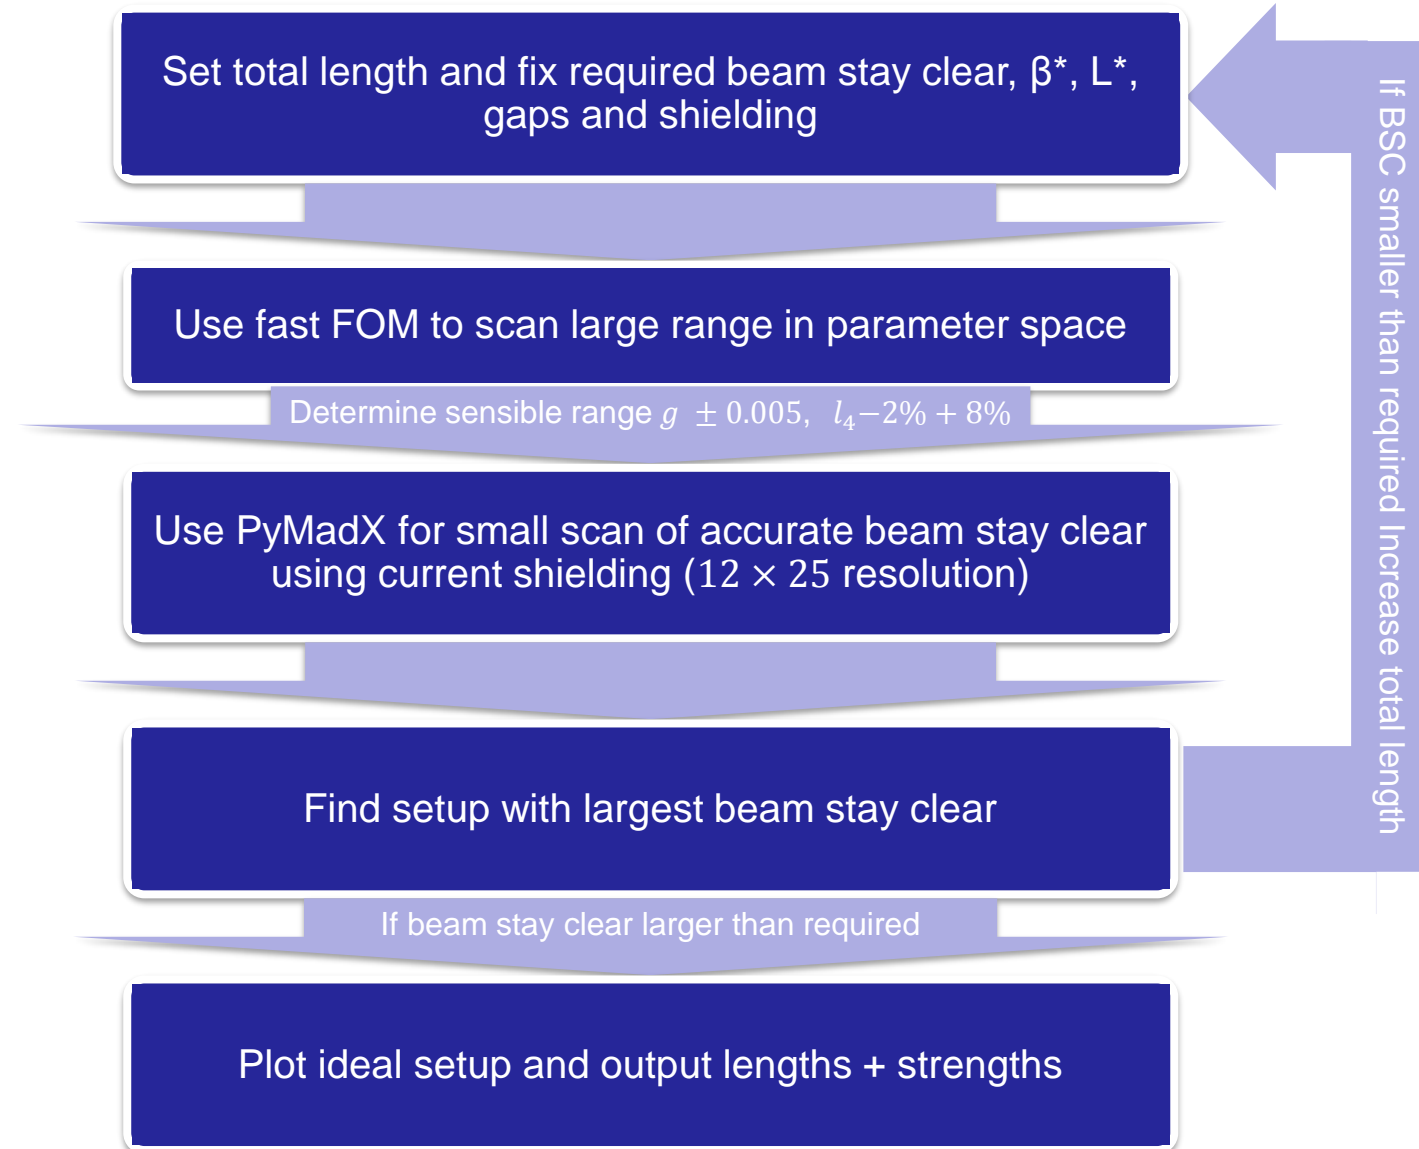 Set total length and fix required beam stay clear, β*, L*,
gaps and shielding
Use fast FOM to scan large range in parameter space
Determine sensible range g ± 0.005, l₄−2% + 8%
Use PyMadX for small scan of accurate beam stay clear
using current shielding (12 × 25 resolution)
Find setup with largest beam stay clear
If beam stay clear larger than required
Plot ideal setup and output lengths + strengths
If BSC smaller than required Increase total length